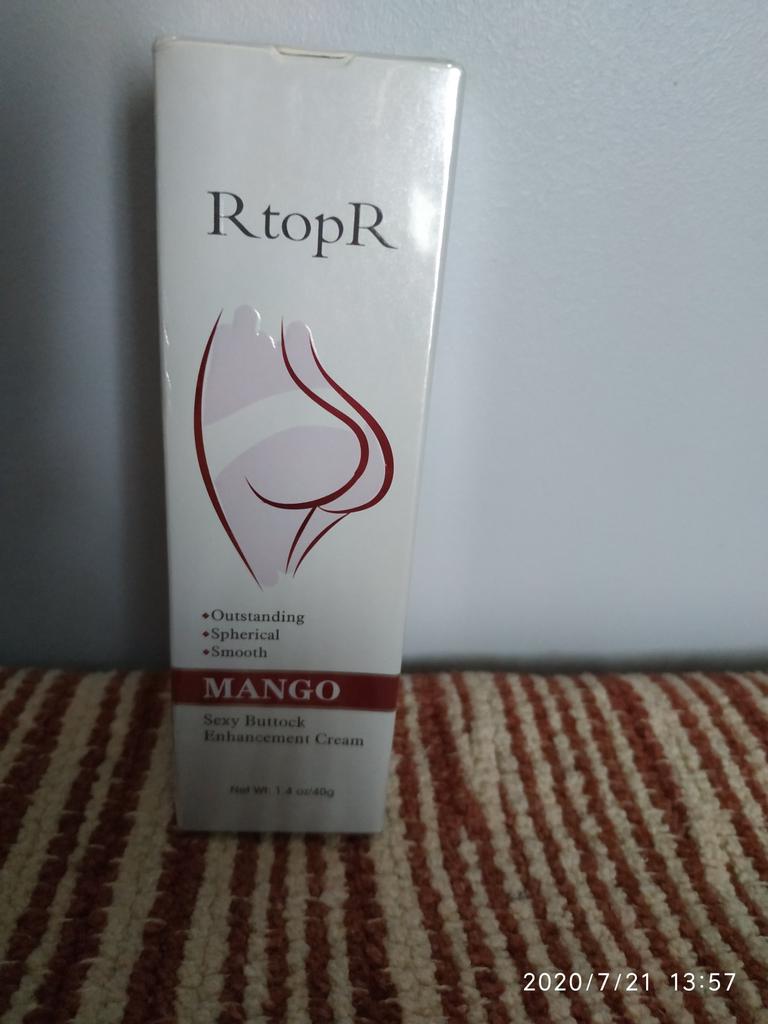 RtopR
Outstanding
Spherical
Smooth
MANGO
Sexy Buttock
Enhancement Cream
Net Wt: 1.4 oz/40g
2020/7/21 13:57